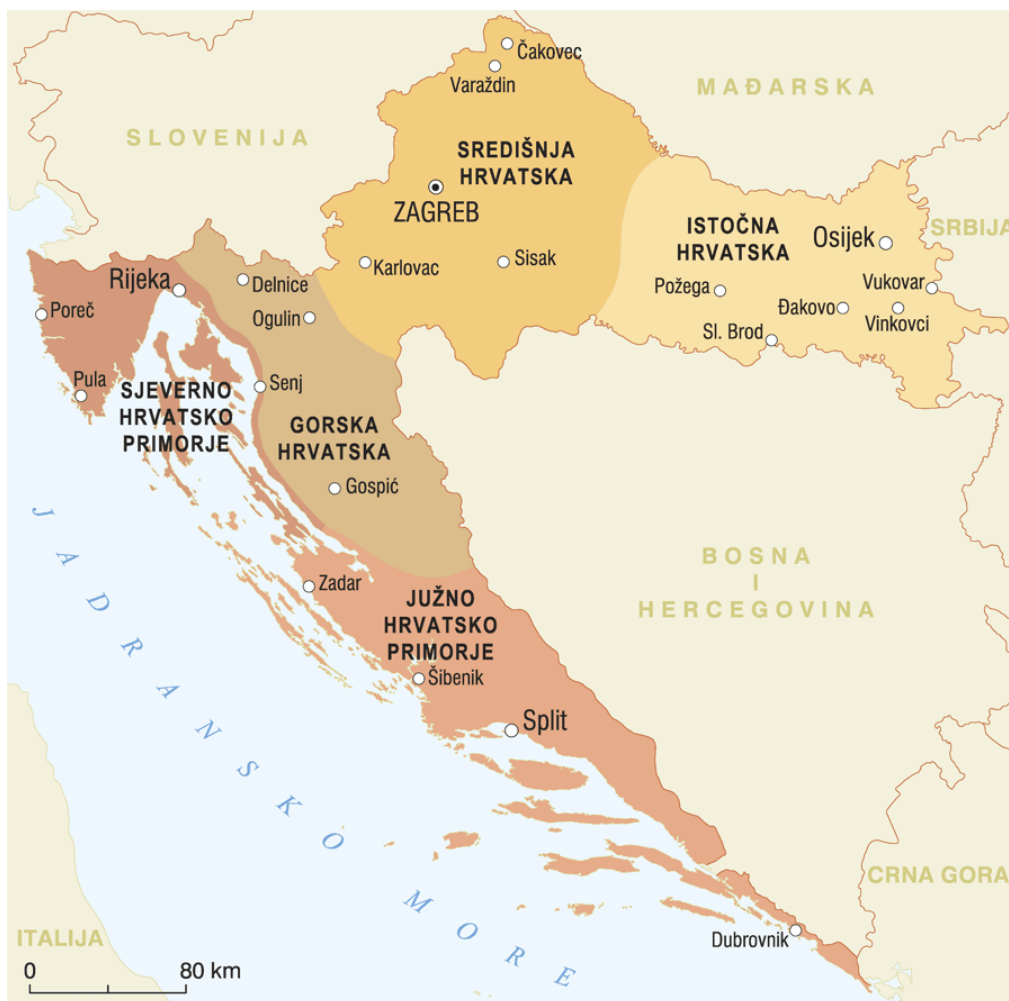 Čakovec
Varaždin
MAĐARSKA
SLOVENIJA
SREDIŠNJA
HRVATSKA
ZAGREB
ISTOČNA
HRVATSKA
Osijek
SRBIJA
Karlovac
Sisak
Rijeka
Delnice
Požega
Vukovar
Poreč
Ogulin
Đakovo
Vinkovci
Sl. Brod
Pula
Senj
SJEVERNO
HRVATSKO
PRIMORJE
GORSKA
HRVATSKA
Gospić
JADRANSKO MORE
BOSNA
I
HERCEGOVINA
Zadar
JUŽNO
HRVATSKO
PRIMORJE
Šibenik
Split
CRNA GORA
ITALIJA
Dubrovnik
0 80 km